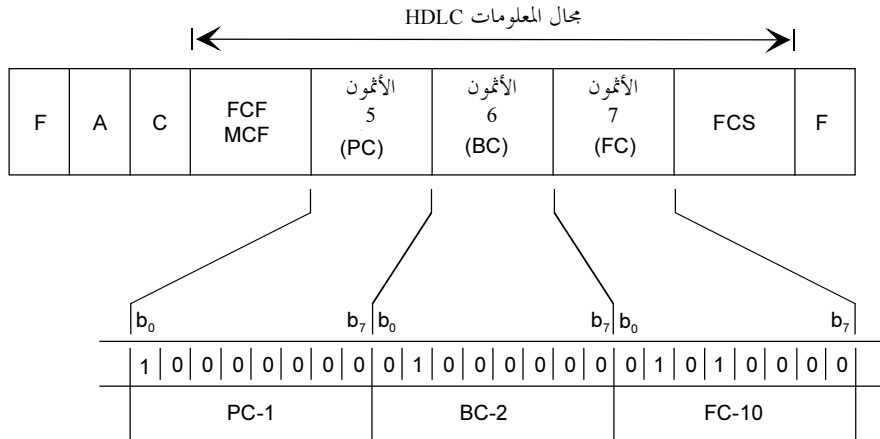 مجال المعلومات HDLC
F A C FCF MCF الأثمون 5 (PC) الأثمون 6 (BC) الأثمون 7 (FC) FCS F
b0 b7 b0 b7 b0 b7
1 0 0 0 0 0 0 0 0 1 0 0 0 0 0 0 0 1 0 1 0 0 0 0
PC-1 BC-2 FC-10